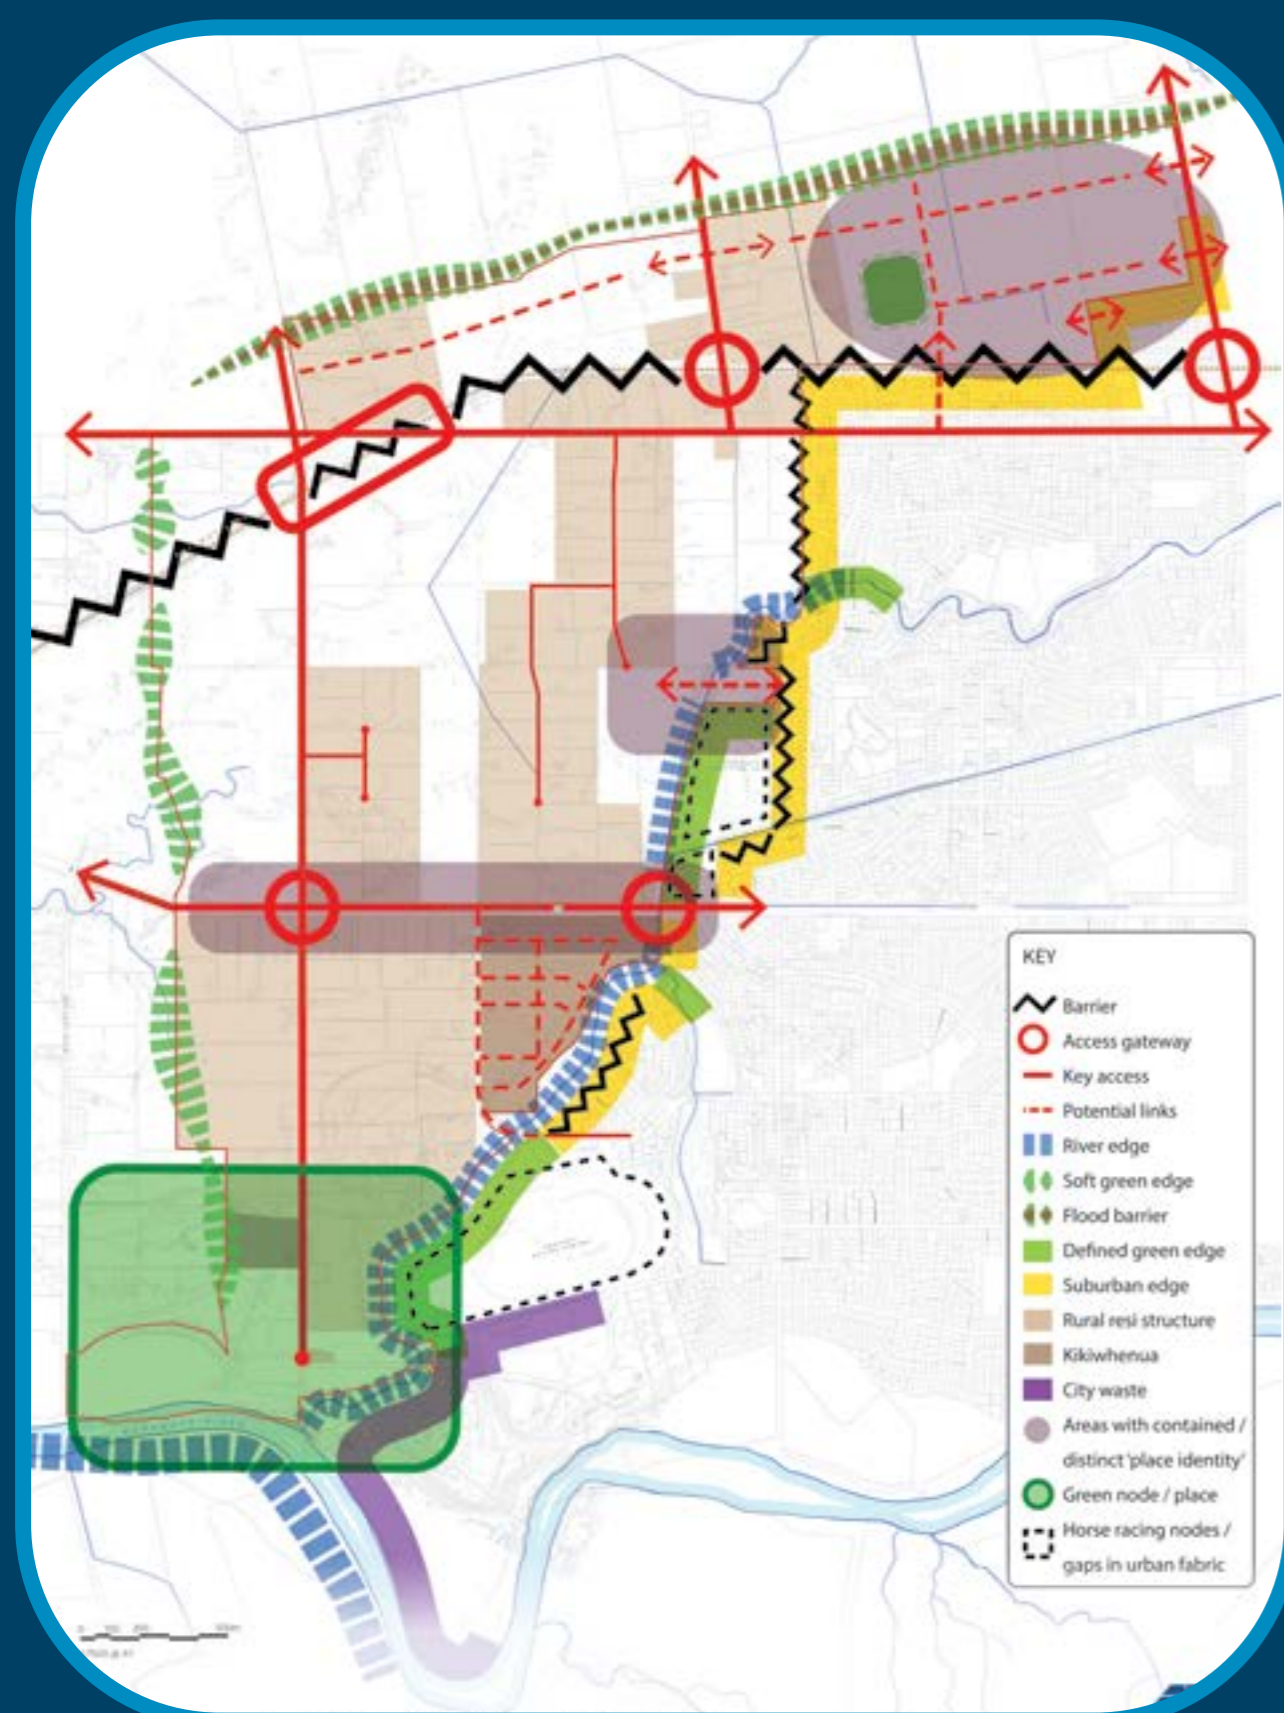 KEY
Barrier
Access gateway
Key access
Potential links
River edge
Soft green edge
Flood barrier
Defined green edge
Suburban edge
Rural resi structure
Kikiwhenua
City waste
Areas with contained /
distinct 'place identity'
Green node / place
Horse racing nodes /
gaps in urban fabric